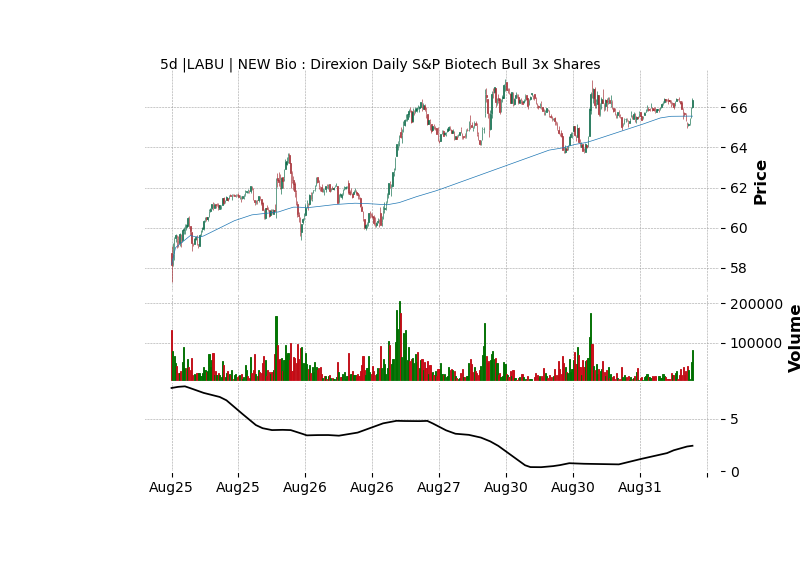 5d |LABU | NEW Bio : Direxion Daily S&P Biotech Bull 3x Shares
66
64
62
60
58
Price
200000
100000
Volume
5
0
Aug25 Aug25 Aug26 Aug26 Aug27 Aug30 Aug30 Aug31